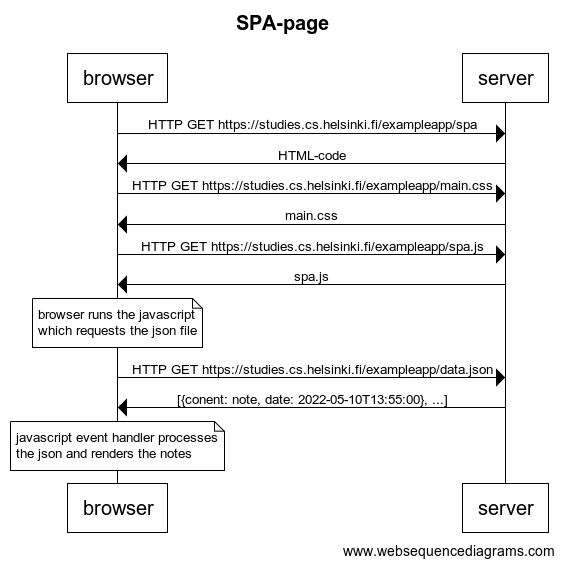 SPA-page
browser
server
HTTP GET https://studies.cs.helsinki.fi/exampleapp/spa
HTML-code
HTTP GET https://studies.cs.helsinki.fi/exampleapp/main.css
main.css
HTTP GET https://studies.cs.helsinki.fi/exampleapp/spa.js
spa.js
browser runs the javascript
which requests the json file
HTTP GET https://studies.cs.helsinki.fi/exampleapp/data.json
[{conent: note, date: 2022-05-10T13:55:00}, ...]
javascript event handler processes
the json and renders the notes
browser
server
www.websequencediagrams.com